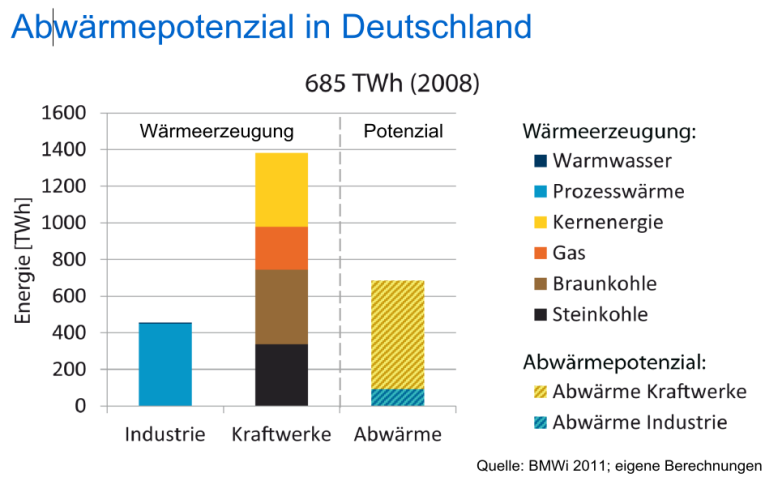 Abwärmepotenzial in Deutschland
685 TWh (2008)
1600
1400
1200
1000
800
600
400
200
0
Energie [TWh]
Wärmeerzeugung
Potenzial
Industrie
Kraftwerke
Abwärme
Wärmeerzeugung:
Warmwasser
Prozesswärme
Kernenergie
Gas
Braunkohle
Steinkohle
Abwärmepotenzial:
Abwärme Kraftwerke
Abwärme Industrie
Quelle: BMWi 2011; eigene Berechnungen